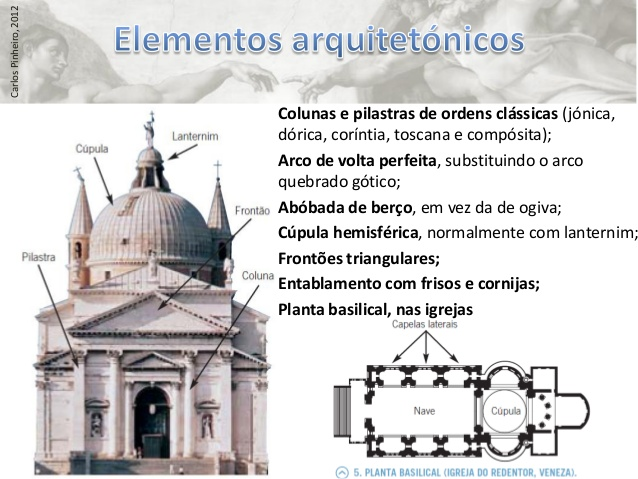 Carlos Pinheiro, 2012
Elementos arquitetónicos
Colunas e pilastras de ordens clássicas (jónica,
dórica, coríntia, toscana e compósita);
Arco de volta perfeita, substituindo o arco
quebrado gótico;
Abóbada de berço, em vez da de ogiva;
Cúpula hemisférica, normalmente com lanternim;
Frontões triangulares;
Entablamento com frisos e cornijas;
Planta basilical, nas igrejas
Lanternim
Cúpula
Frontão
Pilastra
Coluna
Capelas laterais
Nave
Cúpula
5. PLANTA BASILICAL (IGREJA DO REDENTOR, VENEZA).